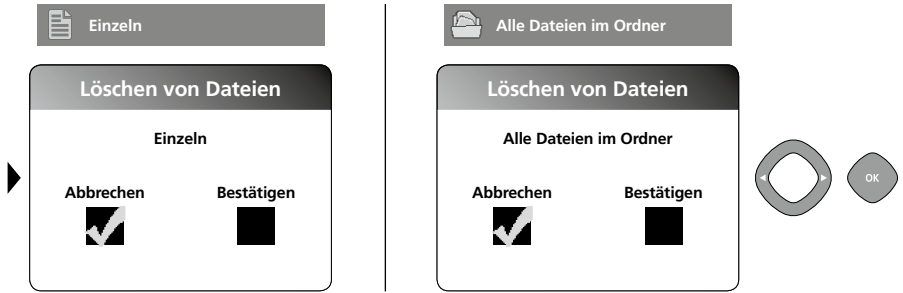 Einzeln
Löschen von Dateien
Einzeln
Abbrechen Bestätigen
Alle Dateien im Ordner
Löschen von Dateien
Alle Dateien im Ordner
Abbrechen Bestätigen
OK